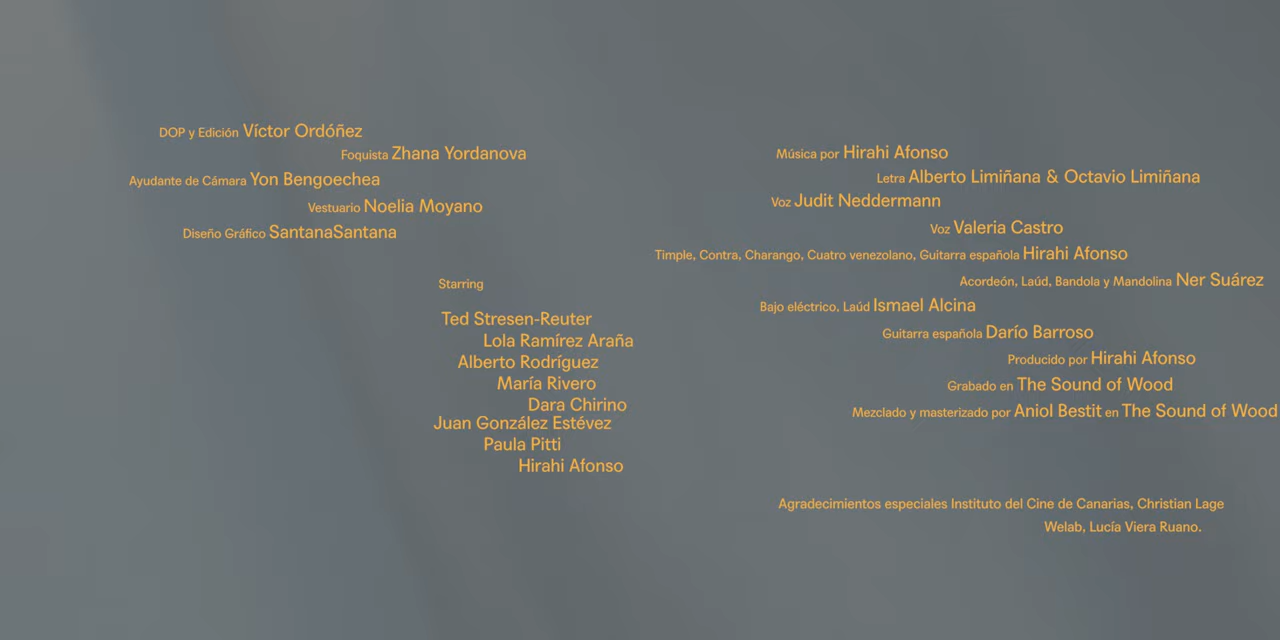 DOP y Edición Víctor Ordóñez
Foquista Zhana Yordanova
Ayudante de Cámara Yon Bengoechea
Vestuario Noelia Moyano
Diseño Gráfico SantanaSantana
Starring
Ted Stresen-Reuter
Lola Ramírez Araña
Alberto Rodríguez
María Rivero
Dara Chirino
Juan González Estévez
Paula Pitti
Hirahi Afonso
Música por Hirahi Afonso
Letra Alberto Limiñana & Octavio Limiñana
Voz Judit Neddermann
Voz Valeria Castro
Timple, Contra, Charango, Cuatro venezolano, Guitarra española Hirahi Afonso
Acordeón, Laúd, Bandola y Mandolina Ner Suárez
Bajo eléctrico, Laúd Ismael Alcina
Guitarra española Darío Barroso
Producido por Hirahi Afonso
Grabado en The Sound of Wood
Mezclado y masterizado por Aniol Bestit en The Sound of Wood
Agradecimientos especiales Instituto del Cine de Canarias, Christian Lage
Welab, Lucía Viera Ruano.